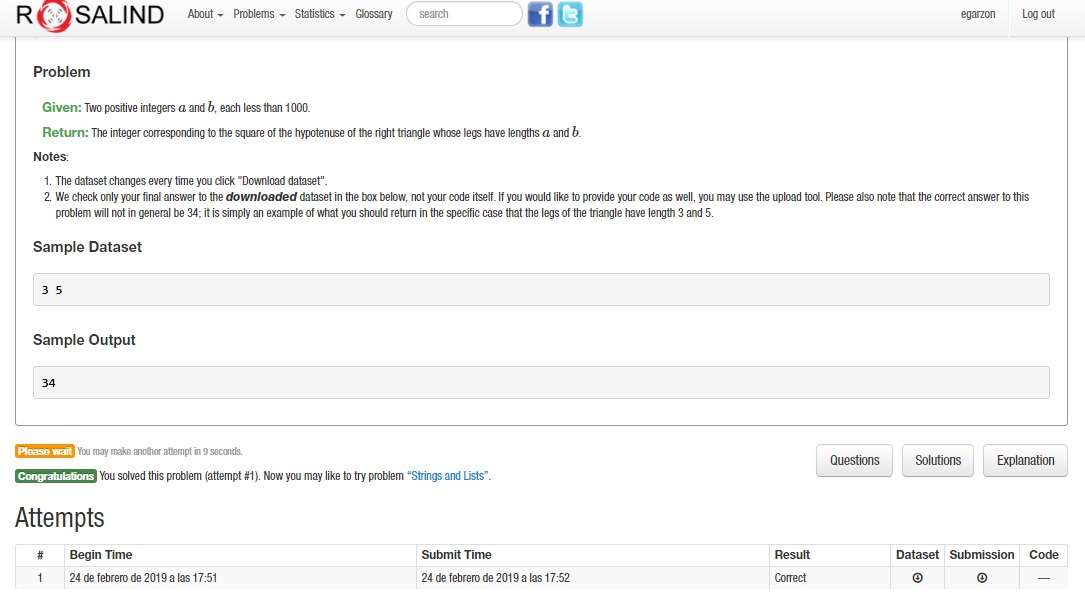 ROSALIND About Problems Statistics Glossary search egarzon Log out
Problem
Given: Two positive integers a and b, each less than 1000.
Return: The integer corresponding to the square of the hypotenuse of the right triangle whose legs have lengths a and b.
Notes:
1. The dataset changes every time you click "Download dataset".
2. We check only your final answer to the downloaded dataset in the box below, not your code itself. If you would like to provide your code as well, you may use the upload tool. Please also note that the correct answer to this
problem will not in general be 34; it is simply an example of what you should return in the specific case that the legs of the triangle have length 3 and 5.
Sample Dataset
3 5
Sample Output
34
Please wait You may make another attempt in 9 seconds.
Congratulations You solved this problem (attempt #1). Now you may like to try problem “Strings and Lists”.
Questions Solutions Explanation
Attempts
# Begin Time Submit Time Result Dataset Submission Code
1 24 de febrero de 2019 a las 17:51 24 de febrero de 2019 a las 17:52 Correct —